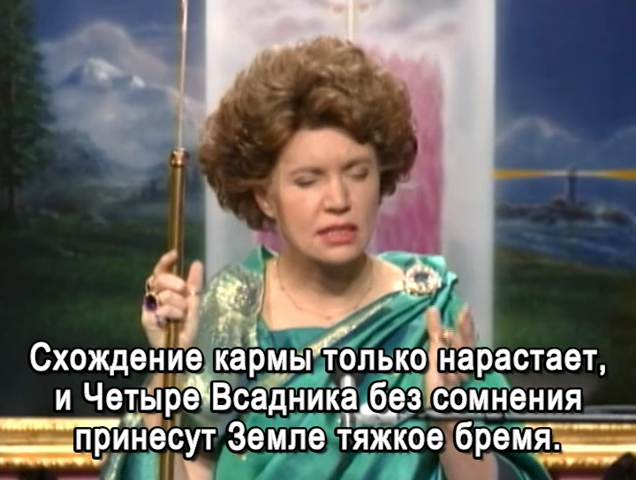 Схождение кармы только нарастает,
и Четыре Всадника без сомнения
принесут Земле тяжкое бремя.